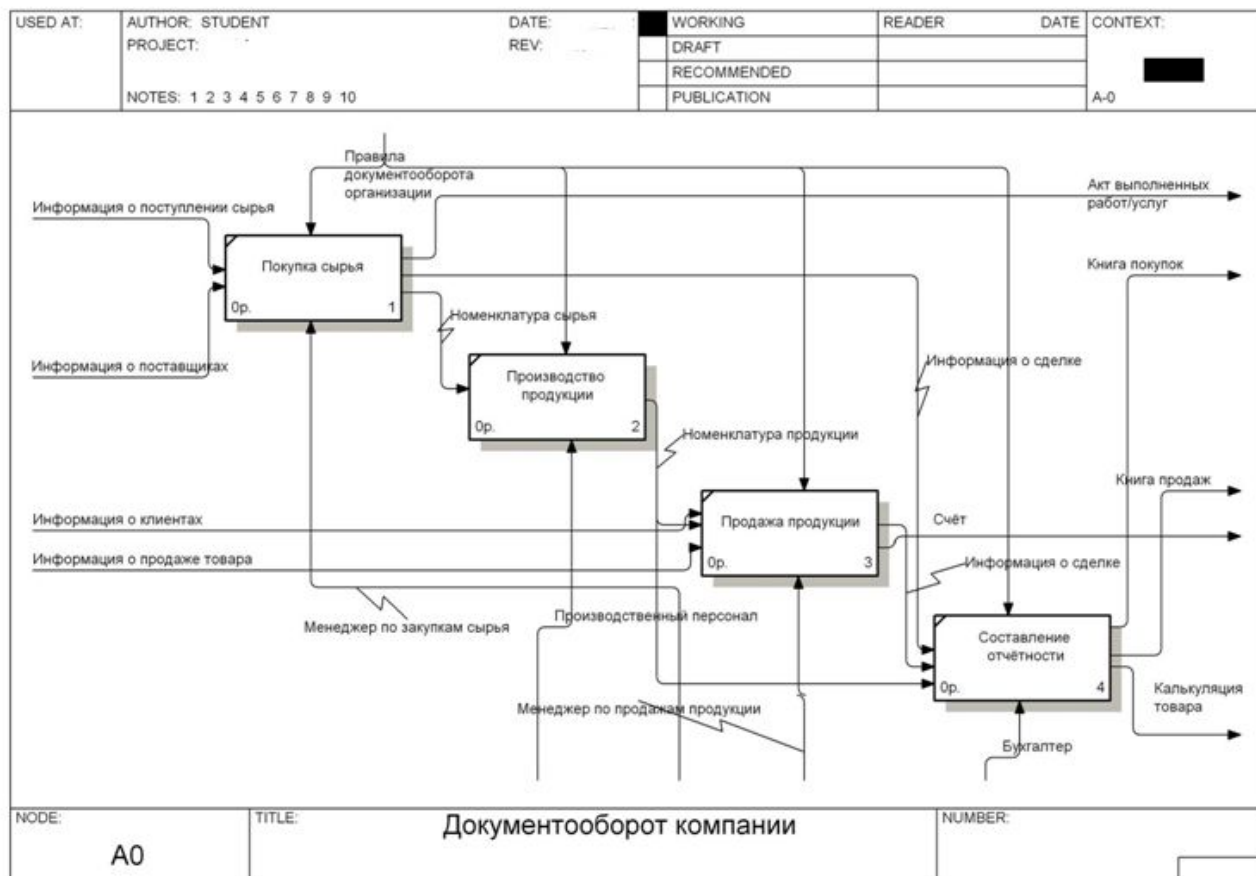 USED AT:
AUTHOR: STUDENT
DATE:
PROJECT:
REV:
NOTES: 1 2 3 4 5 6 7 8 9 10
WORKING
DRAFT
RECOMMENDED
PUBLICATION
READER
DATE
CONTEXT:
A-0
Правила
документооборота
организации
Информация о поступлении сырья
Акт выполненных
работ/услуг
Покупка сырья
0р.
1
Книга покупок
Номенклатура сырья
Информация о поставщиках
Информация о сделке
Производство
продукции
0р.
2
Номенклатура продукции
Книга продаж
Информация о клиентах
Продажа продукции
0р.
3
Счёт
Информация о продаже товара
Информация о сделке
Производственный персонал
Менеджер по закупкам сырья
Составление
отчётности
0р.
4
Калькуляция
товара
Менеджер по продажам продукции
Бухгалтер
NODE:
A0
TITLE:
Документооборот компании
NUMBER: